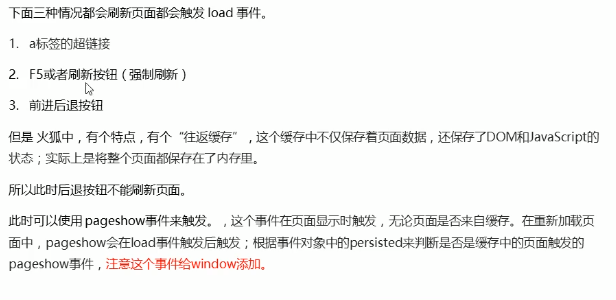 下面三种情况都会刷新页面都会触发 load 事件。
1. a标签的超链接
2. F5或者刷新按钮（强制刷新）
3. 前进后退按钮
但是 火狐中，有个特点，有个“往返缓存”，这个缓存中不仅保存着页面数据，还保存了DOM和JavaScript的
状态；实际上是将整个页面都保存在了内存里。
所以此时后退按钮不能刷新页面。
此时可以使用 pageshow事件来触发。，这个事件在页面显示时触发，无论页面是否来自缓存。在重新加载页
面中，pageshow会在load事件触发后触发；根据事件对象中的persisted来判断是否是缓存中的页面触发的
pageshow事件，注意这个事件给window添加。